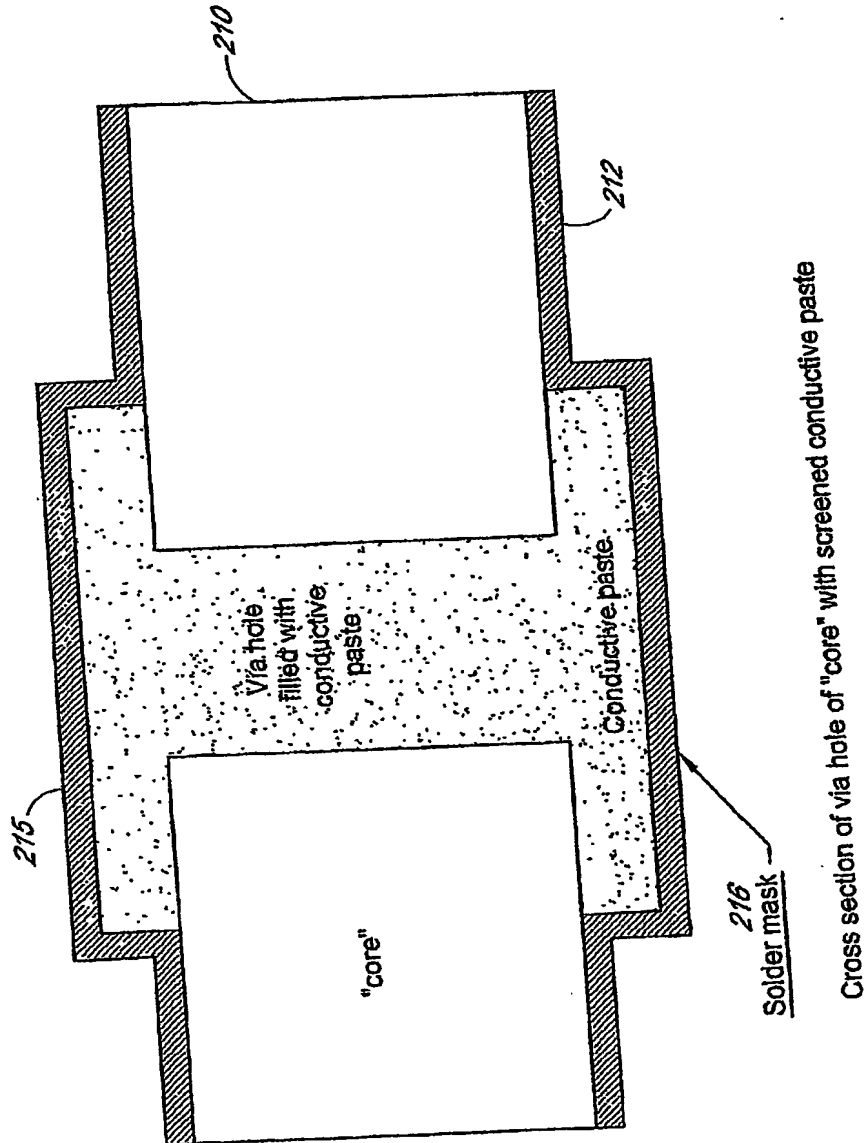 215
210
Via hole
filled with
conductive
paste
"core"
Conductive paste
212
216
Solder mask
Cross section of via hole of "core" with screened conductive paste